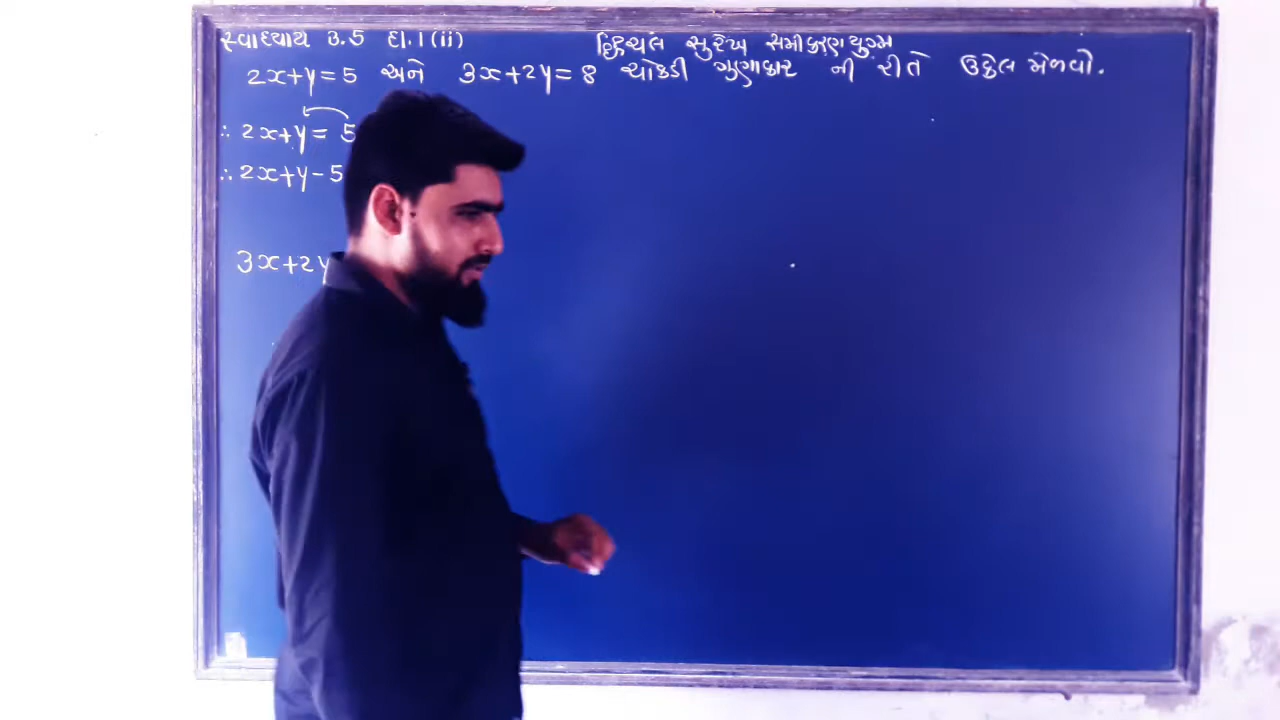 સ્વાધ્યાય 3.5 દા.1(ii) દ્વિચલ સુરેખ સમીકરણયુગ્મ
2x+y=5 અને 3x+2y=8 ચોકડી ગુણાકાર ની રીતે ઉકેલ મેળવો.
∴ 2x+y= 5
∴ 2x+y-5
3x+2y